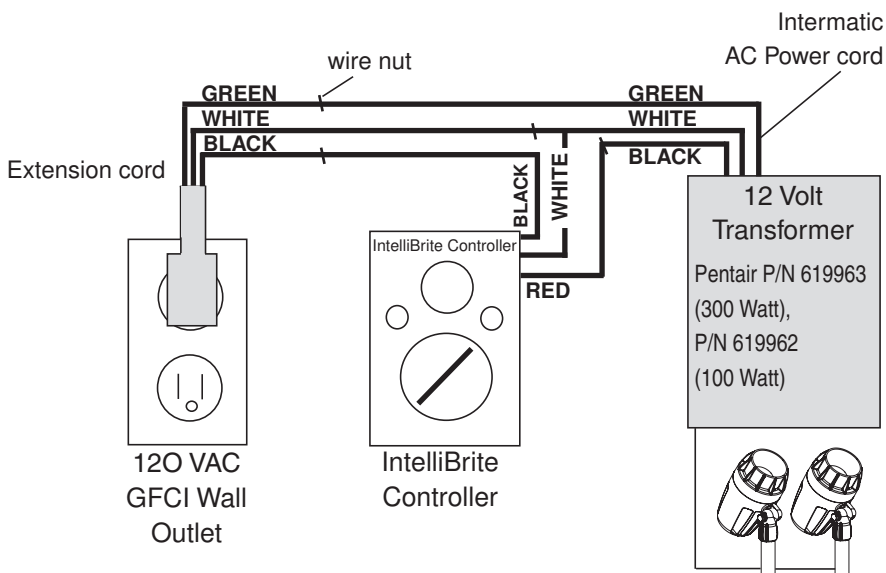 Intermatic
AC Power cord
wire nut
GREEN
GREEN
WHITE
WHITE
BLACK
BLACK
Extension cord
BLACK
WHITE
12 Volt
Transformer
IntelliBrite Controller
Pentair P/N 619963
(300 Watt),
P/N 619962
(100 Watt)
RED
12O VAC
GFCI Wall
Outlet
IntelliBrite
Controller